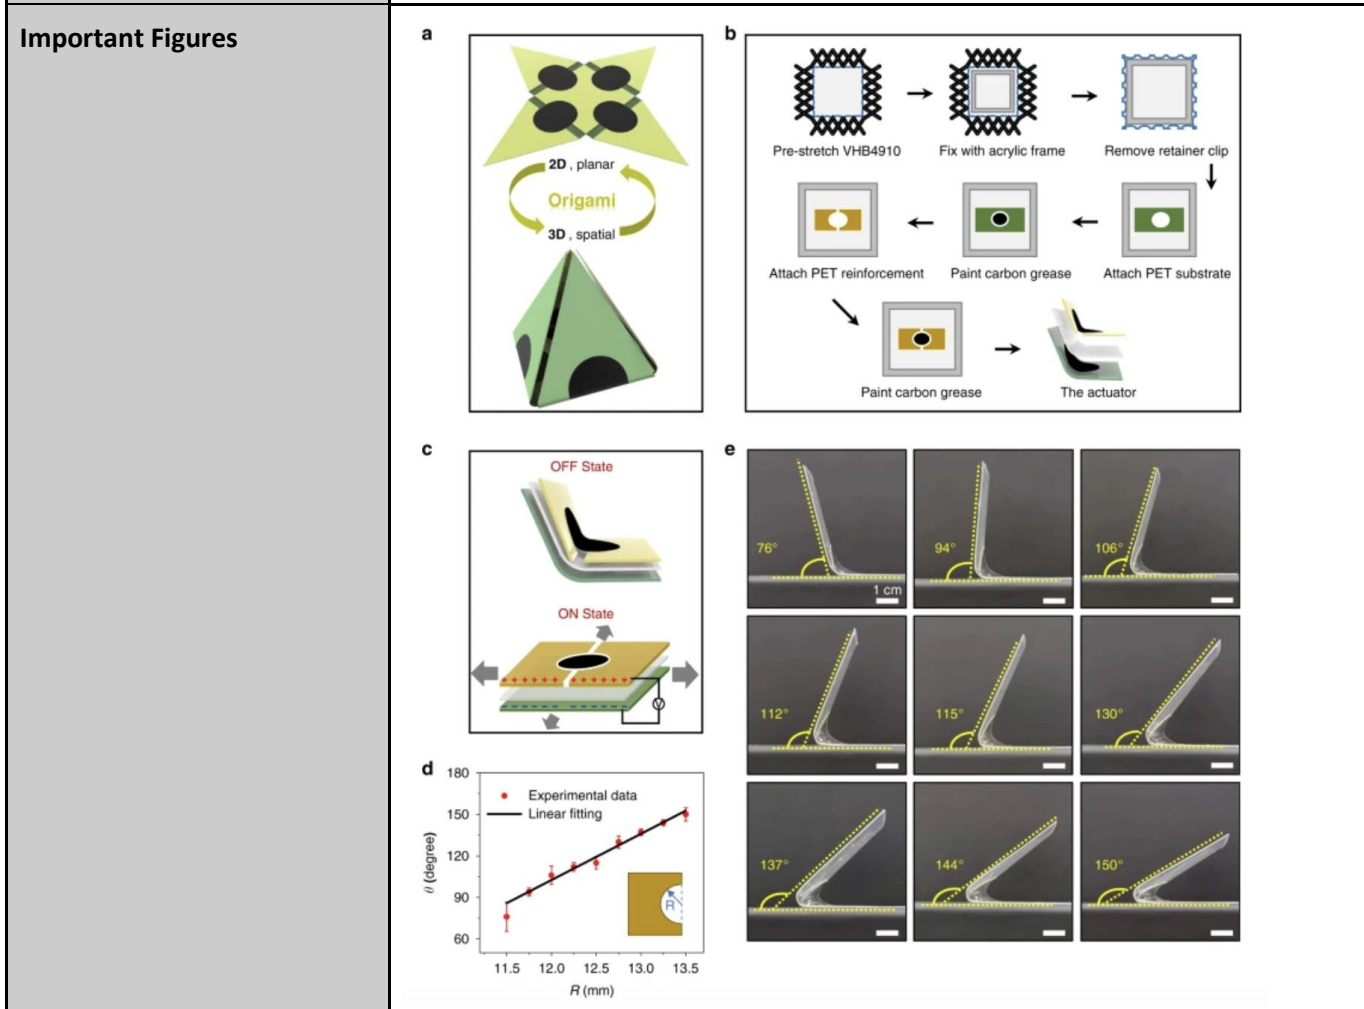 Important Figures
a
2D , planar
Origami
3D , spatial
b
Pre-stretch VHB4910
Fix with acrylic frame
Remove retainer clip
Attach PET reinforcement
Paint carbon grease
Attach PET substrate
Paint carbon grease
The actuator
c
OFF State
ON State
V
d
180
150
120
90
60
θ (degree)
Experimental data
Linear fitting
R
11.5 12.0 12.5 13.0 13.5
R (mm)
e
76°
1 cm
94°
106°
112°
115°
130°
137°
144°
150°